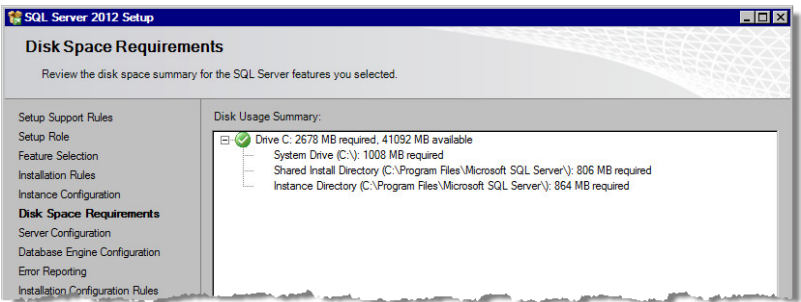 SQL Server 2012 Setup
Disk Space Requirements
Review the disk space summary for the SQL Server features you selected.
Setup Support Rules
Setup Role
Feature Selection
Installation Rules
Instance Configuration
Disk Space Requirements
Server Configuration
Database Engine Configuration
Error Reporting
Installation Configuration Rules
Disk Usage Summary:
Drive C: 2678 MB required, 41092 MB available
System Drive (C:\): 1008 MB required
Shared Install Directory (C:\Program Files\Microsoft SQL Server\): 806 MB required
Instance Directory (C:\Program Files\Microsoft SQL Server\): 864 MB required